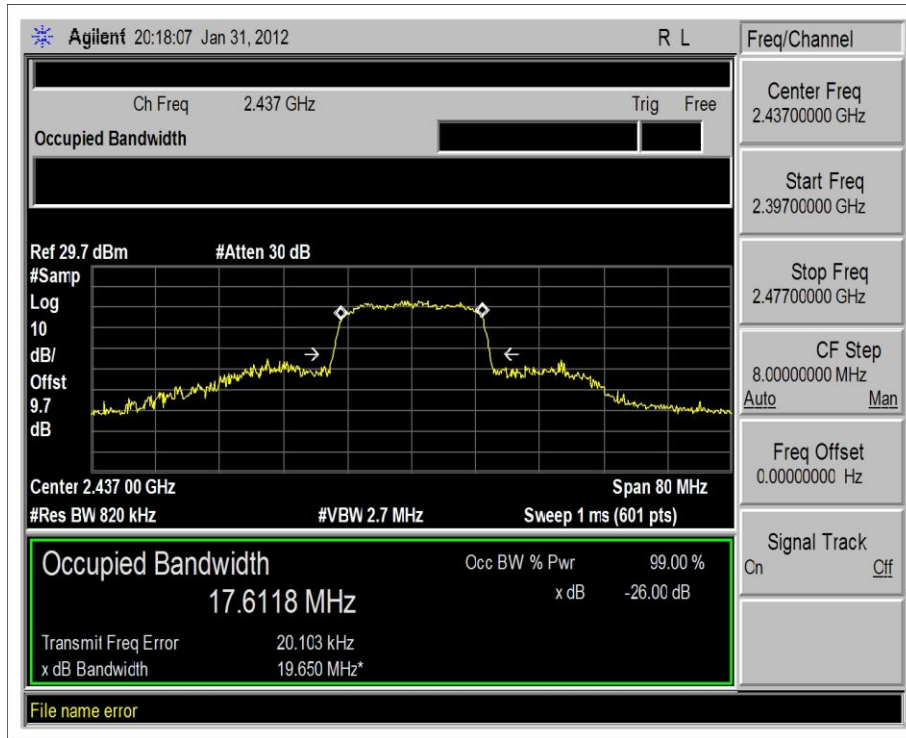 Agilent 20:18:07 Jan 31, 2012 R L
Freq/Channel
Ch Freq 2.437 GHz Trig Free
Occupied Bandwidth
Center Freq
2.43700000 GHz
Start Freq
2.39700000 GHz
Stop Freq
2.47700000 GHz
CF Step
8.00000000 MHz
Auto Man
Freq Offset
0.00000000 Hz
Signal Track
On Off
Ref 29.7 dBm #Atten 30 dB
#Samp
Log
10
dB/
Offst
9.7
dB
Center 2.437 00 GHz Span 80 MHz
#Res BW 820 kHz #VBW 2.7 MHz Sweep 1 ms (601 pts)
Occupied Bandwidth Occ BW % Pwr 99.00 %
17.6118 MHz x dB -26.00 dB
Transmit Freq Error 20.103 kHz
x dB Bandwidth 19.650 MHz*
File name error